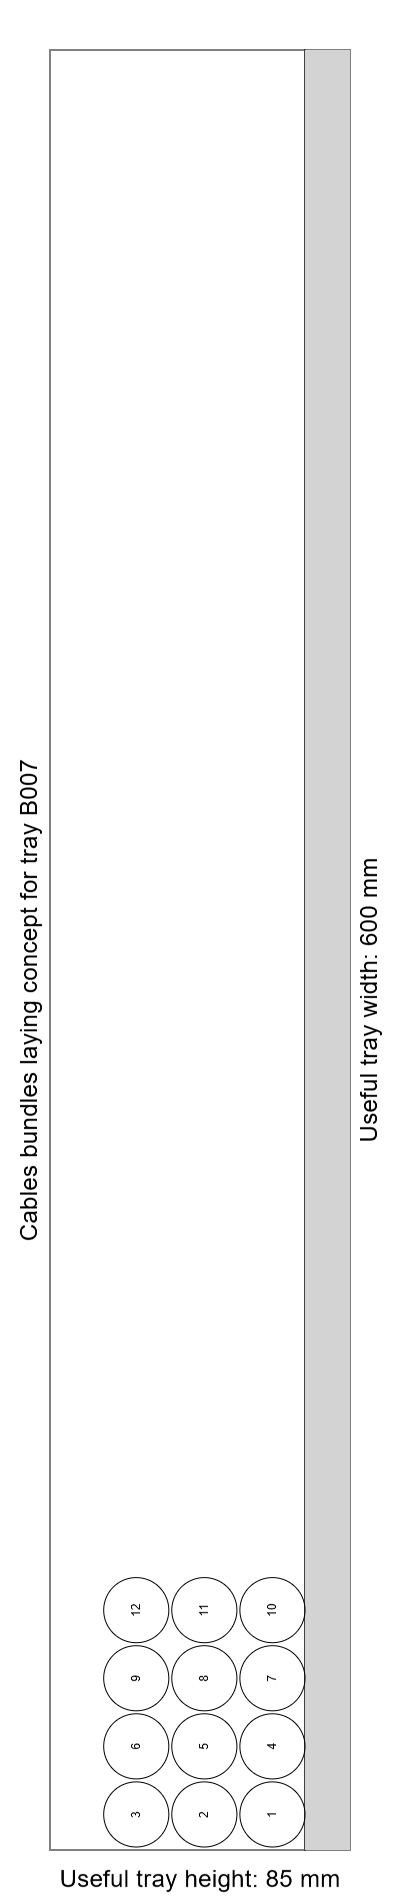 Cables bundles laying concept for tray B007
Useful tray width: 600 mm
12 11 10
9 8 7
6 5 4
3 2 1
Useful tray height: 85 mm